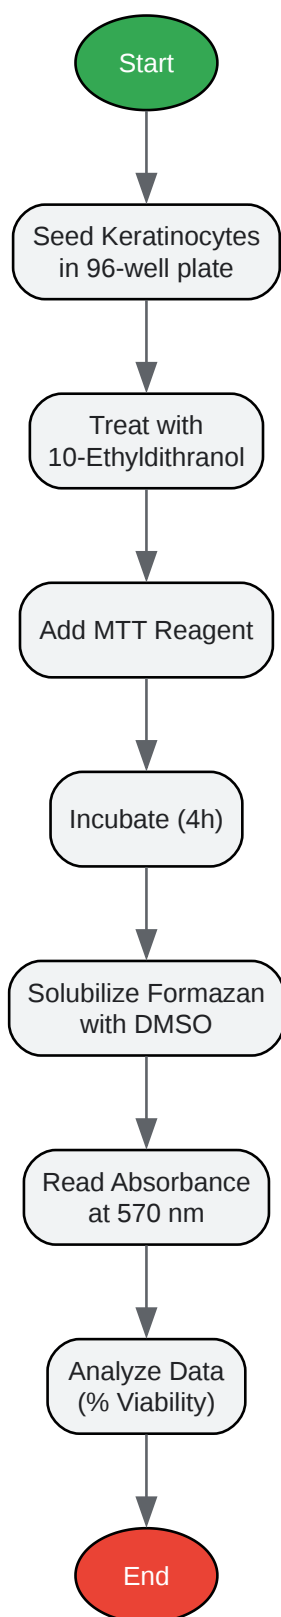 Start
Seed Keratinocytes
in 96-well plate
Treat with
10-Ethyldithranol
Add MTT Reagent
Incubate (4h)
Solubilize Formazan
with DMSO
Read Absorbance
at 570 nm
Analyze Data
(% Viability)
End